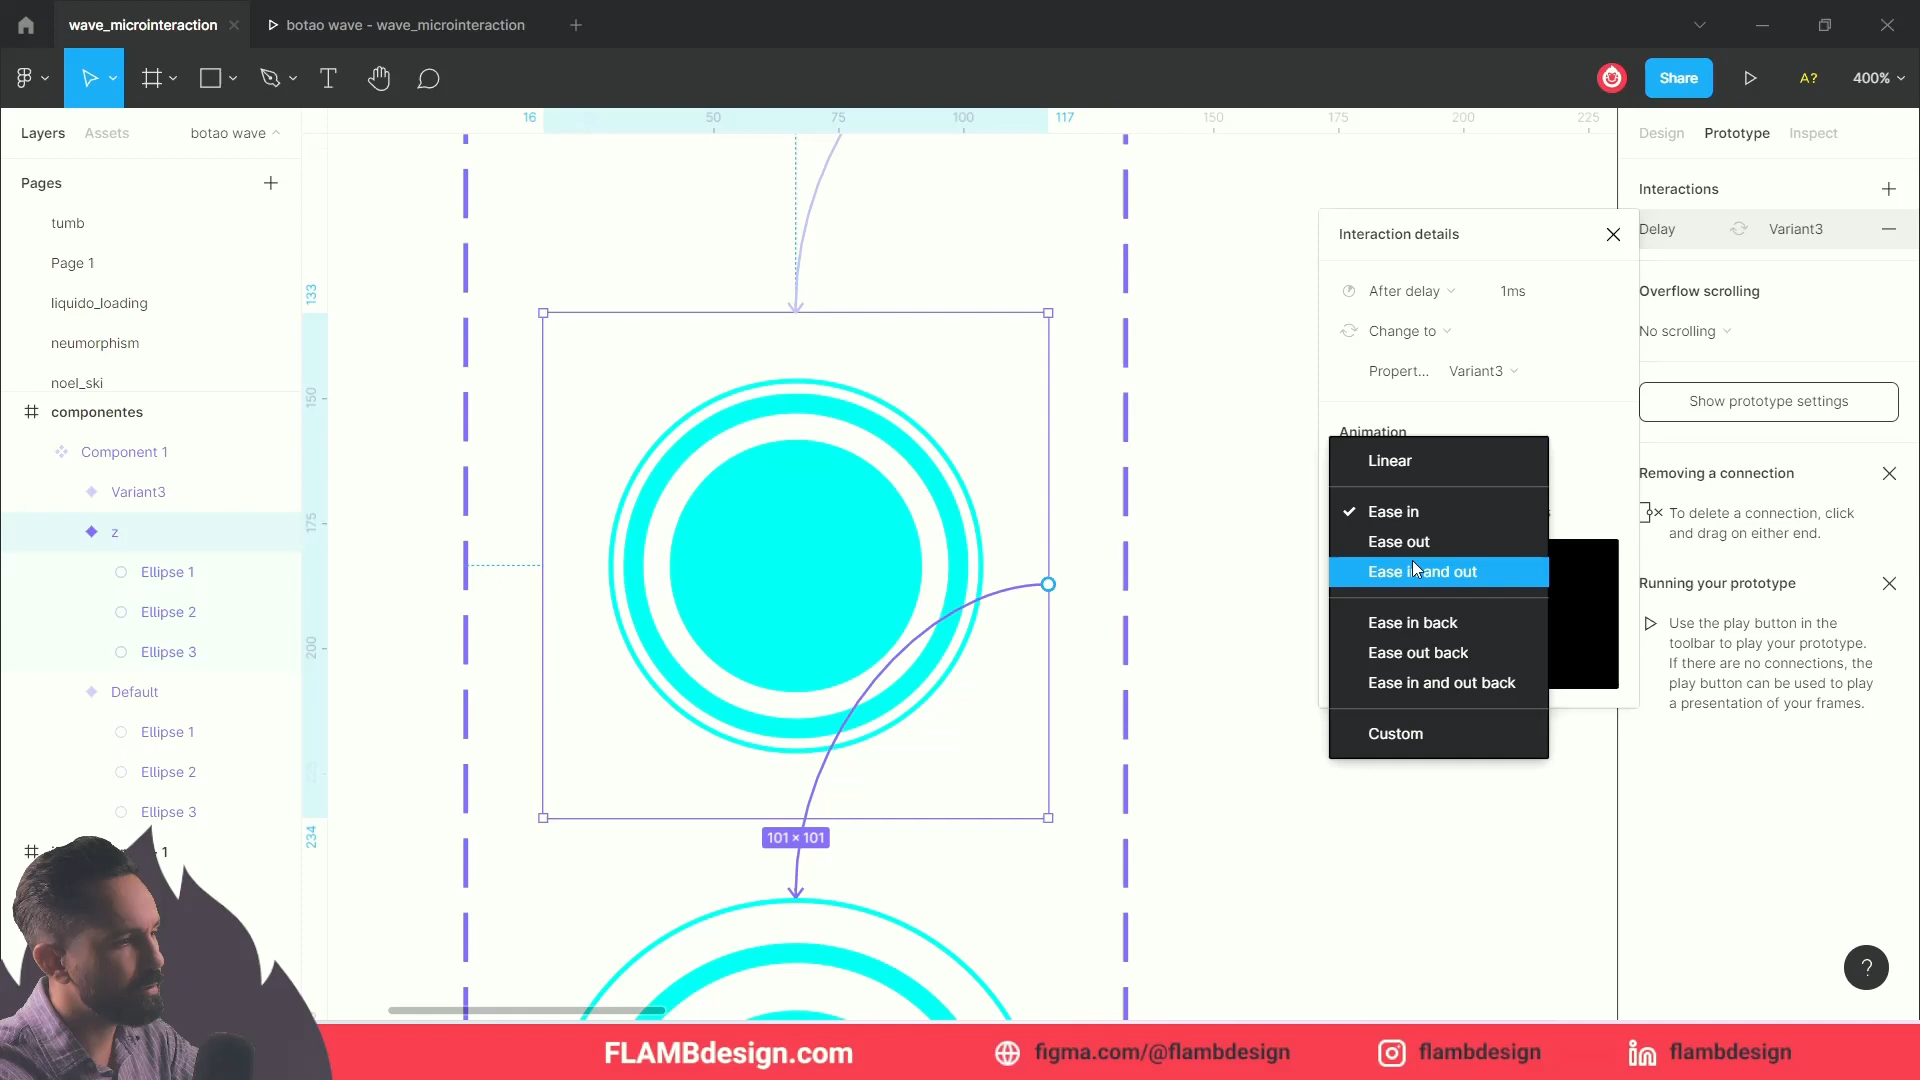 wave_microinteraction
botao wave - wave_microinteraction
Share
A?
400%
Layers
Assets
botao wave
Pages
tumb
Page 1
liquido_loading
neumorphism
noel_ski
componentes
Component 1
Variant3
z
Ellipse 1
Ellipse 2
Ellipse 3
Default
Ellipse 1
Ellipse 2
Ellipse 3
1
16
50
75
100
117
150
175
200
225
133
150
175
200
234
101 × 101
Interaction details
After delay
1ms
Change to
Propert...
Variant3
Animation
Linear
Ease in
Ease out
Ease in and out
Ease in back
Ease out back
Ease in and out back
Custom
Design
Prototype
Inspect
Interactions
Delay
Variant3
Overflow scrolling
No scrolling
Show prototype settings
Removing a connection
To delete a connection, click
and drag on either end.
Running your prototype
Use the play button in the
toolbar to play your prototype.
If there are no connections, the
play button can be used to play
a presentation of your frames.
?
FLAMBdesign.com
figma.com/@flambdesign
flambdesign
flambdesign